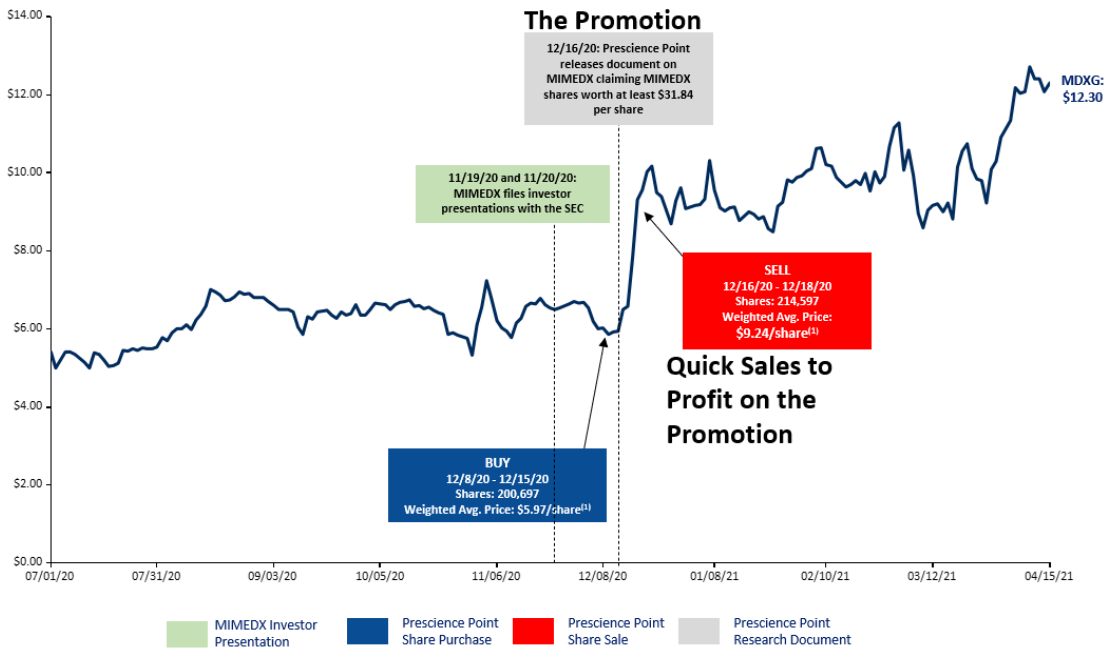 The Promotion
12/16/20: Prescience Point
releases document on
MIMEDX claiming MIMEDX
shares worth at least $31.84
per share
11/19/20 and 11/20/20:
MIMEDX files investor
presentations with the SEC
MDXG:
$12.30
SELL
12/16/20 - 12/18/20
Shares: 214,597
Weighted Avg. Price:
$9.24/share(1)
Quick Sales to
Profit on the
Promotion
BUY
12/8/20 - 12/15/20
Shares: 200,697
Weighted Avg. Price: $5.97/share(1)
$14.00
$12.00
$10.00
$8.00
$6.00
$4.00
$2.00
$0.00
07/01/20
07/31/20
09/03/20
10/05/20
11/06/20
12/08/20
01/08/21
02/10/21
03/12/21
04/15/21
MIMEDX Investor
Presentation
Prescience Point
Share Purchase
Prescience Point
Share Sale
Prescience Point
Research Document